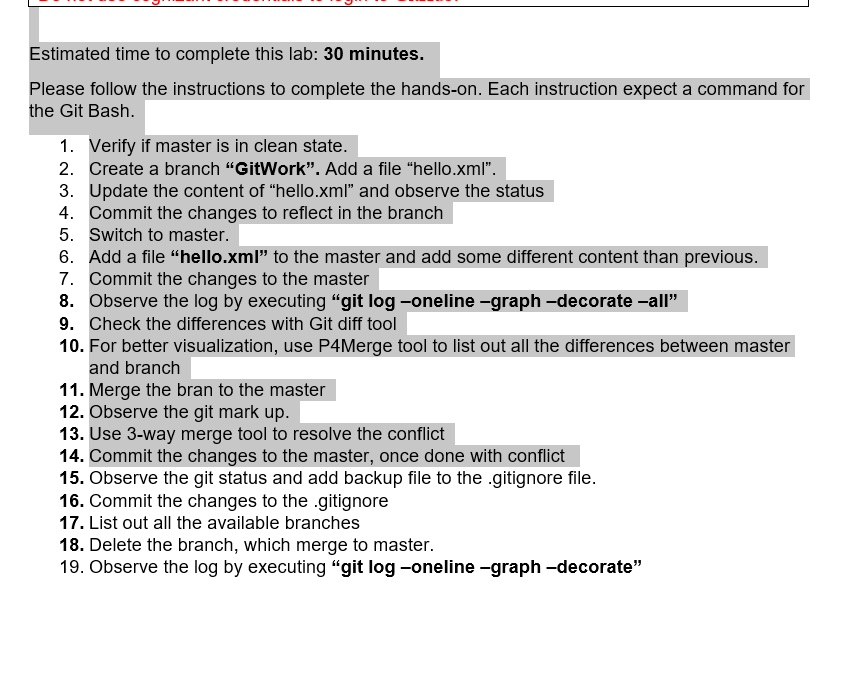 Estimated time to complete this lab: 30 minutes.
Please follow the instructions to complete the hands-on. Each instruction expect a command for
the Git Bash.
1. Verify if master is in clean state.
2. Create a branch “GitWork”. Add a file “hello.xml”.
3. Update the content of “hello.xml” and observe the status
4. Commit the changes to reflect in the branch
5. Switch to master.
6. Add a file “hello.xml” to the master and add some different content than previous.
7. Commit the changes to the master
8. Observe the log by executing “git log –oneline –graph –decorate –all”
9. Check the differences with Git diff tool
10. For better visualization, use P4Merge tool to list out all the differences between master
and branch
11. Merge the bran to the master
12. Observe the git mark up.
13. Use 3-way merge tool to resolve the conflict
14. Commit the changes to the master, once done with conflict
15. Observe the git status and add backup file to the .gitignore file.
16. Commit the changes to the .gitignore
17. List out all the available branches
18. Delete the branch, which merge to master.
19. Observe the log by executing “git log –oneline –graph –decorate”